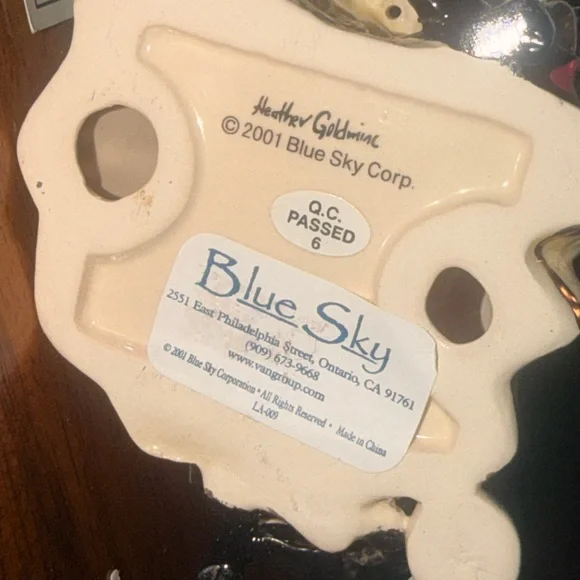 Heather Goldminc
© 2001 Blue Sky Corp.
Q.C.
PASSED
6
Blue Sky
2551 East Philadelphia Street, Ontario, CA 91761
(909) 673-9668
www.vangroup.com
© 2001 Blue Sky Corporation • All Rights Reserved • Made in China
LA-009